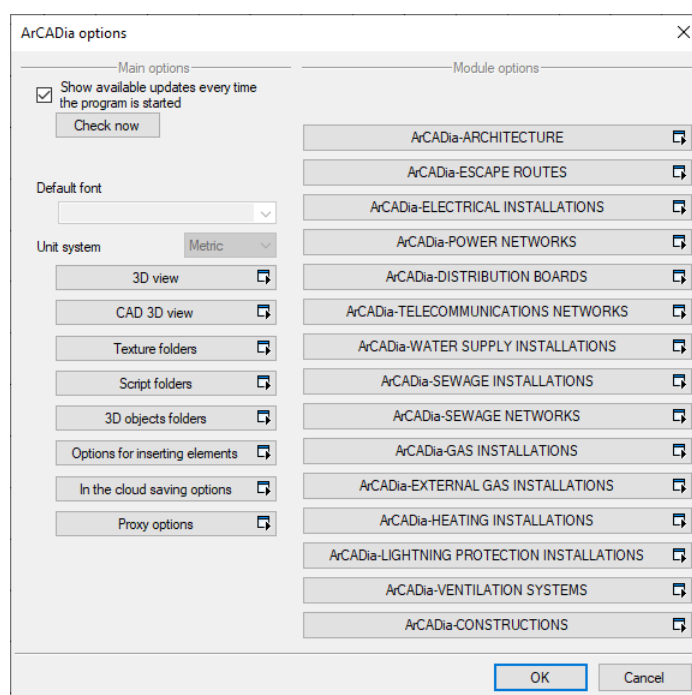 ArCADia options
Main options
Show available updates every time
the program is started
Check now
Default font
Unit system
Metric
3D view
CAD 3D view
Texture folders
Script folders
3D objects folders
Options for inserting elements
In the cloud saving options
Proxy options
Module options
ArCADia-ARCHITECTURE
ArCADia-ESCAPE ROUTES
ArCADia-ELECTRICAL INSTALLATIONS
ArCADia-POWER NETWORKS
ArCADia-DISTRIBUTION BOARDS
ArCADia-TELECOMMUNICATIONS NETWORKS
ArCADia-WATER SUPPLY INSTALLATIONS
ArCADia-SEWAGE INSTALLATIONS
ArCADia-SEWAGE NETWORKS
ArCADia-GAS INSTALLATIONS
ArCADia-EXTERNAL GAS INSTALLATIONS
ArCADia-HEATING INSTALLATIONS
ArCADia-LIGHTNING PROTECTION INSTALLATIONS
ArCADia-VENTILATION SYSTEMS
ArCADia-CONSTRUCTIONS
OK
Cancel